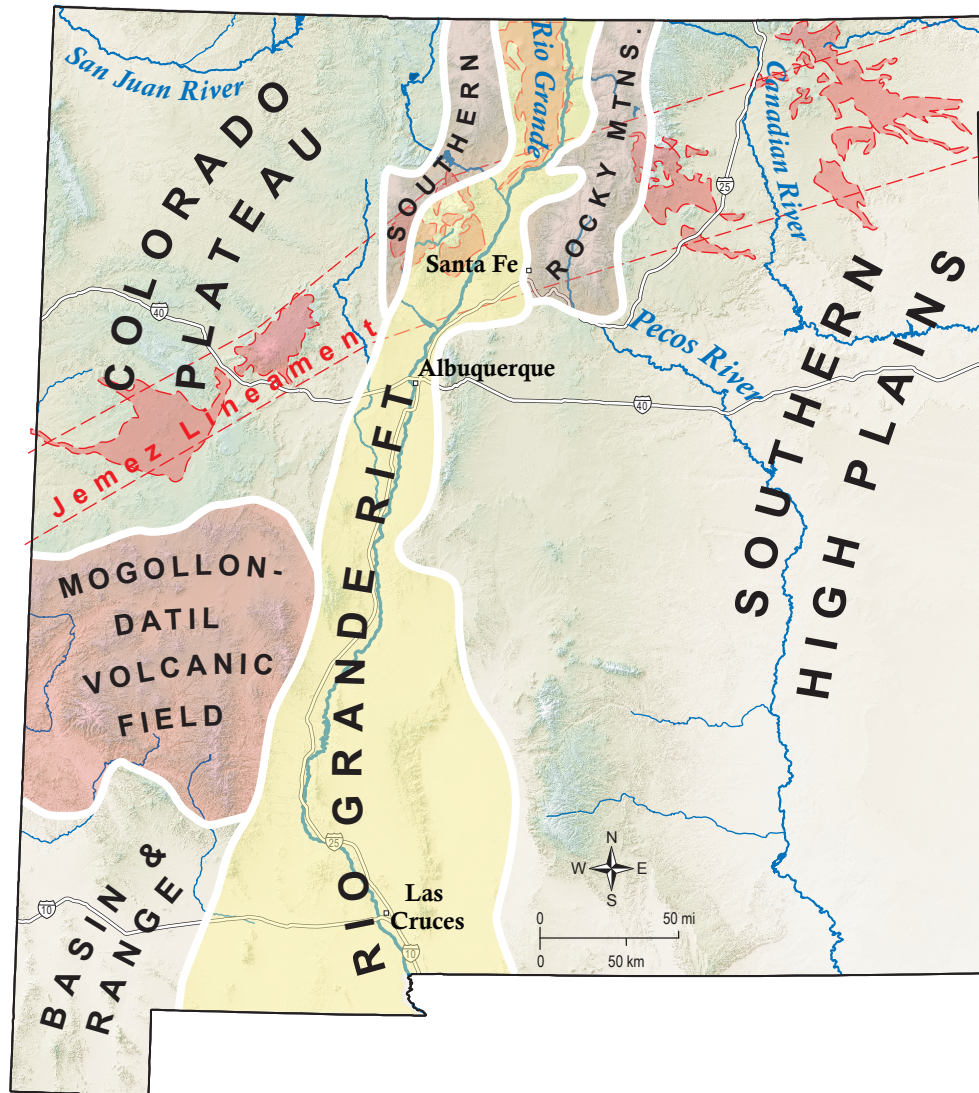 San Juan River
COLORADO
PLATEAU
SOUTHERN
ROCKY MTNS.
Rio Grande
Canadian River
25
Santa Fe
Pecos River
40
Jemez Lineament
Albuquerque
40
SOUTHERN
HIGH PLAINS
RIO GRANDE RIFT
MOGOLLON-
DATIL
VOLCANIC
FIELD
BASIN &
RANGE
25
10
Las
Cruces
10
N
W E
S
0 50 mi
0 50 km